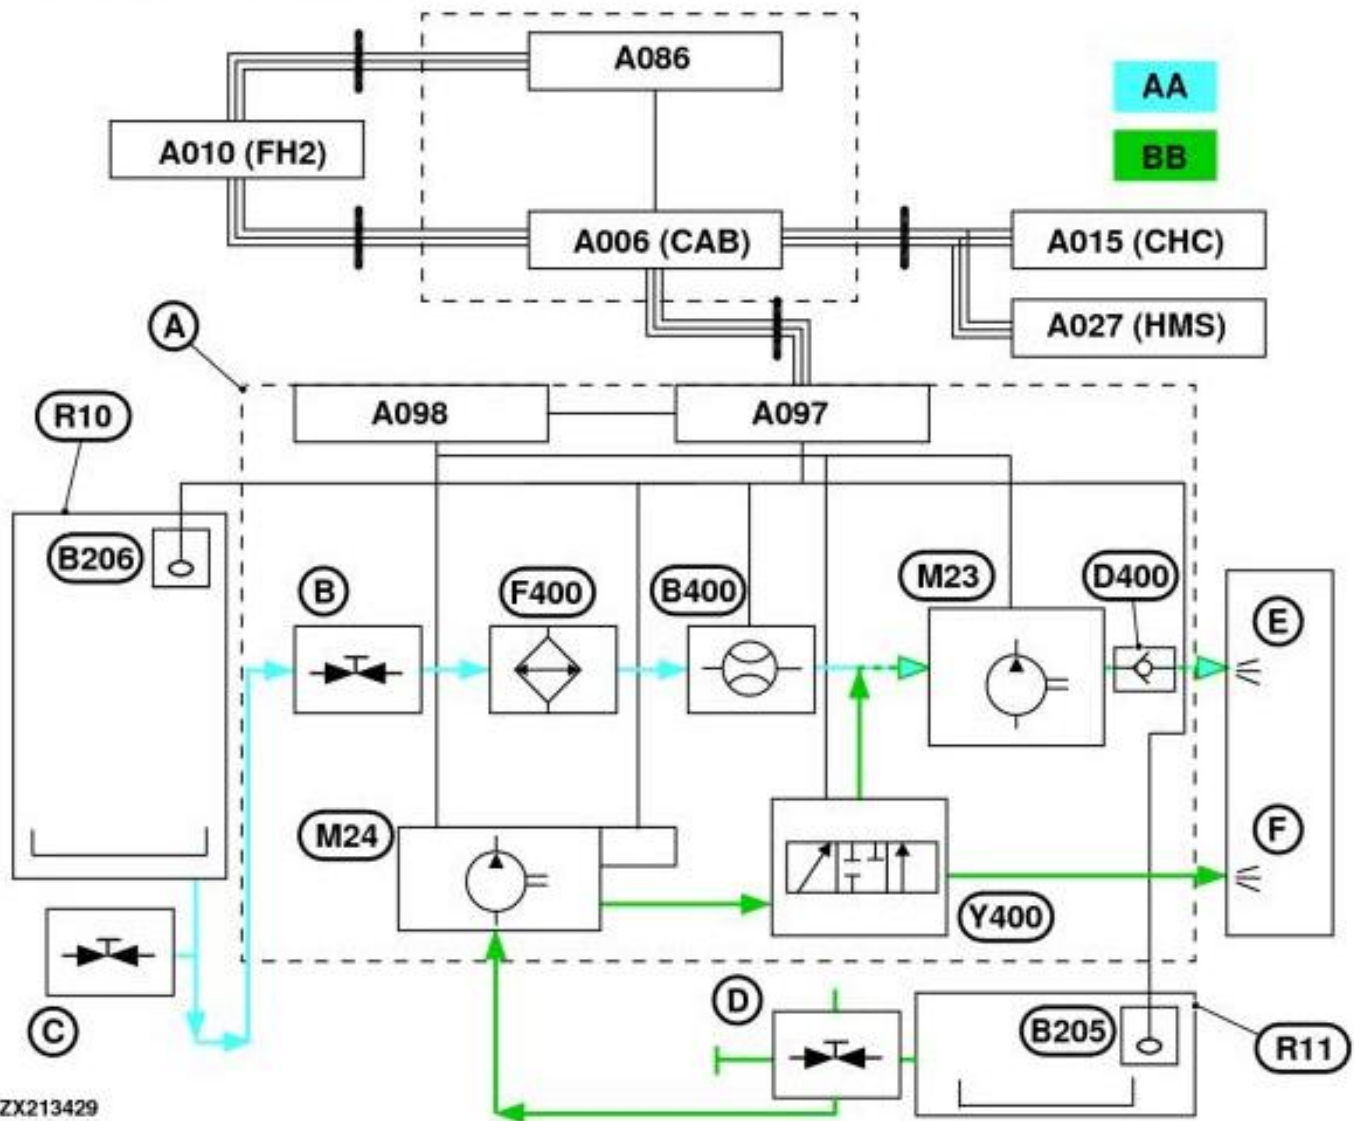 A086
AA
BB
A010 (FH2)
A006 (CAB)
A015 (CHC)
A027 (HMS)
A
R10
A098
A097
B206
B
F400
B400
M23
D400
E
M24
F
Y400
C
D
B205
R11
ZX213429